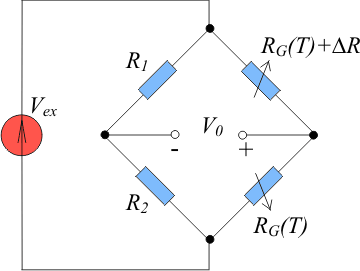 R1
RG(T)+ΔR
Vex
V0
- +
R2
RG(T)